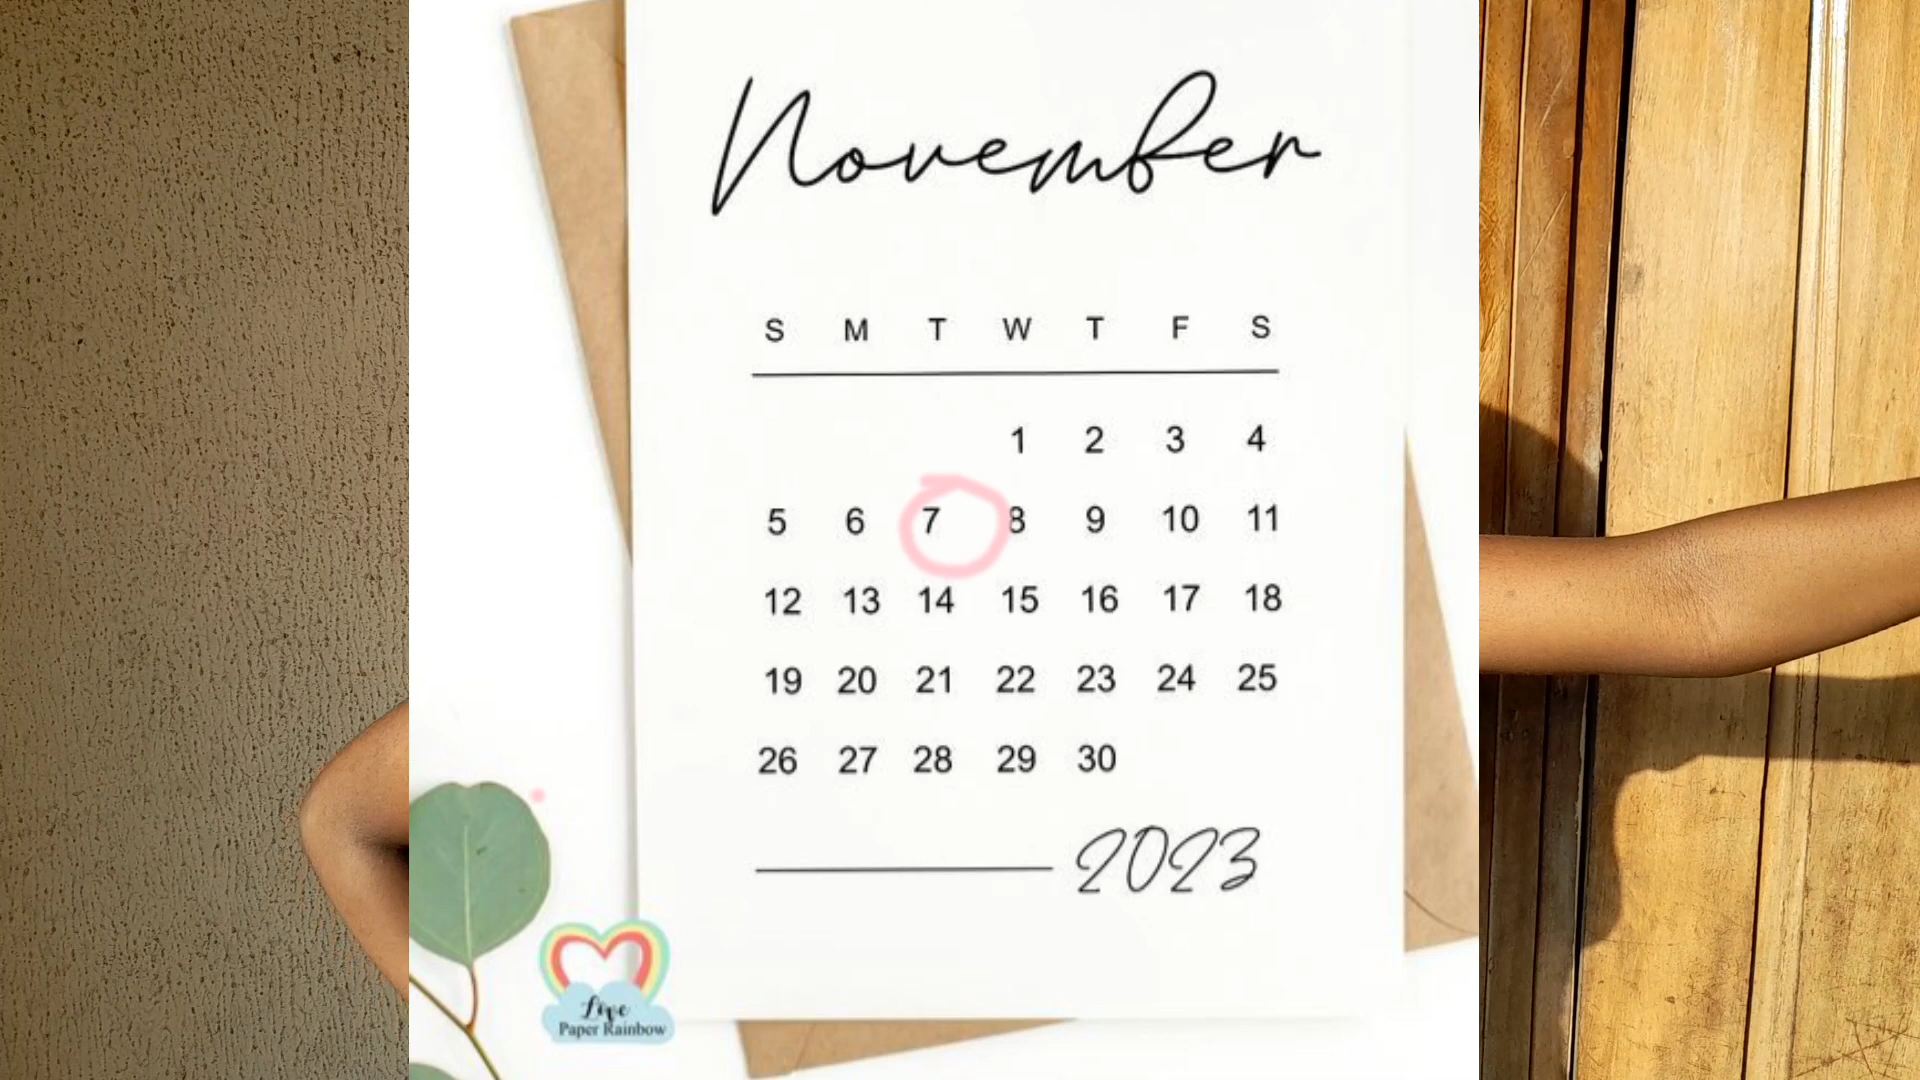 November
S M T W T F S
1 2 3 4
5 6 7 8 9 10 11
12 13 14 15 16 17 18
19 20 21 22 23 24 25
26 27 28 29 30
2023
Love
Paper Rainbow